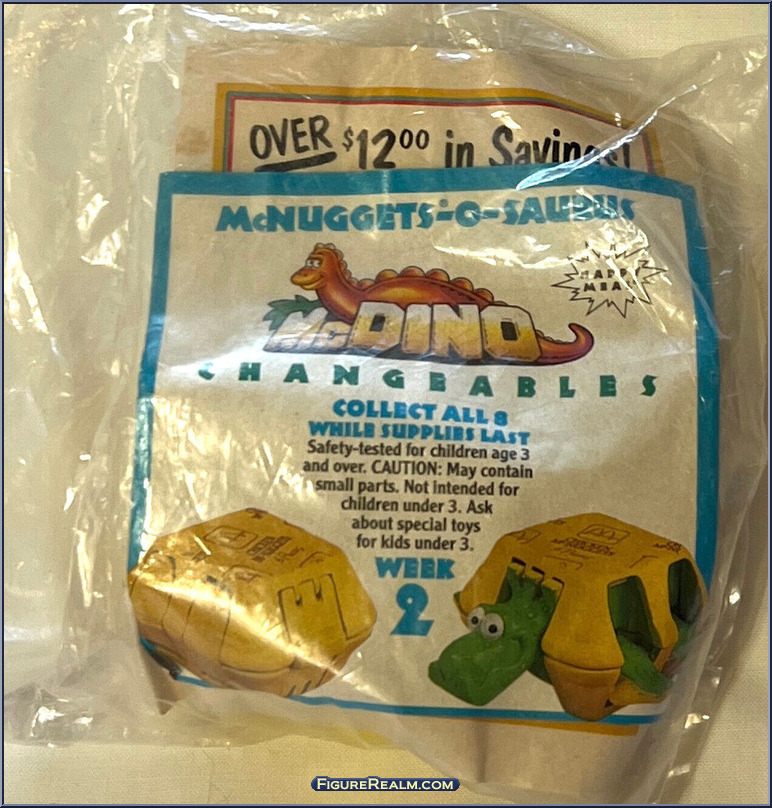 OVER $12.00 in Savings!
McNUGGETS-O-SAURUS
A
HAPPY
MEAL
McDINO
CHANGEABLES
COLLECT ALL 8
WHILE SUPPLIES LAST
Safety-tested for children age 3
and over. CAUTION: May contain
small parts. Not intended for
children under 3. Ask
about special toys
for kids under 3.
WEEK
2
FIGUREREALM.COM